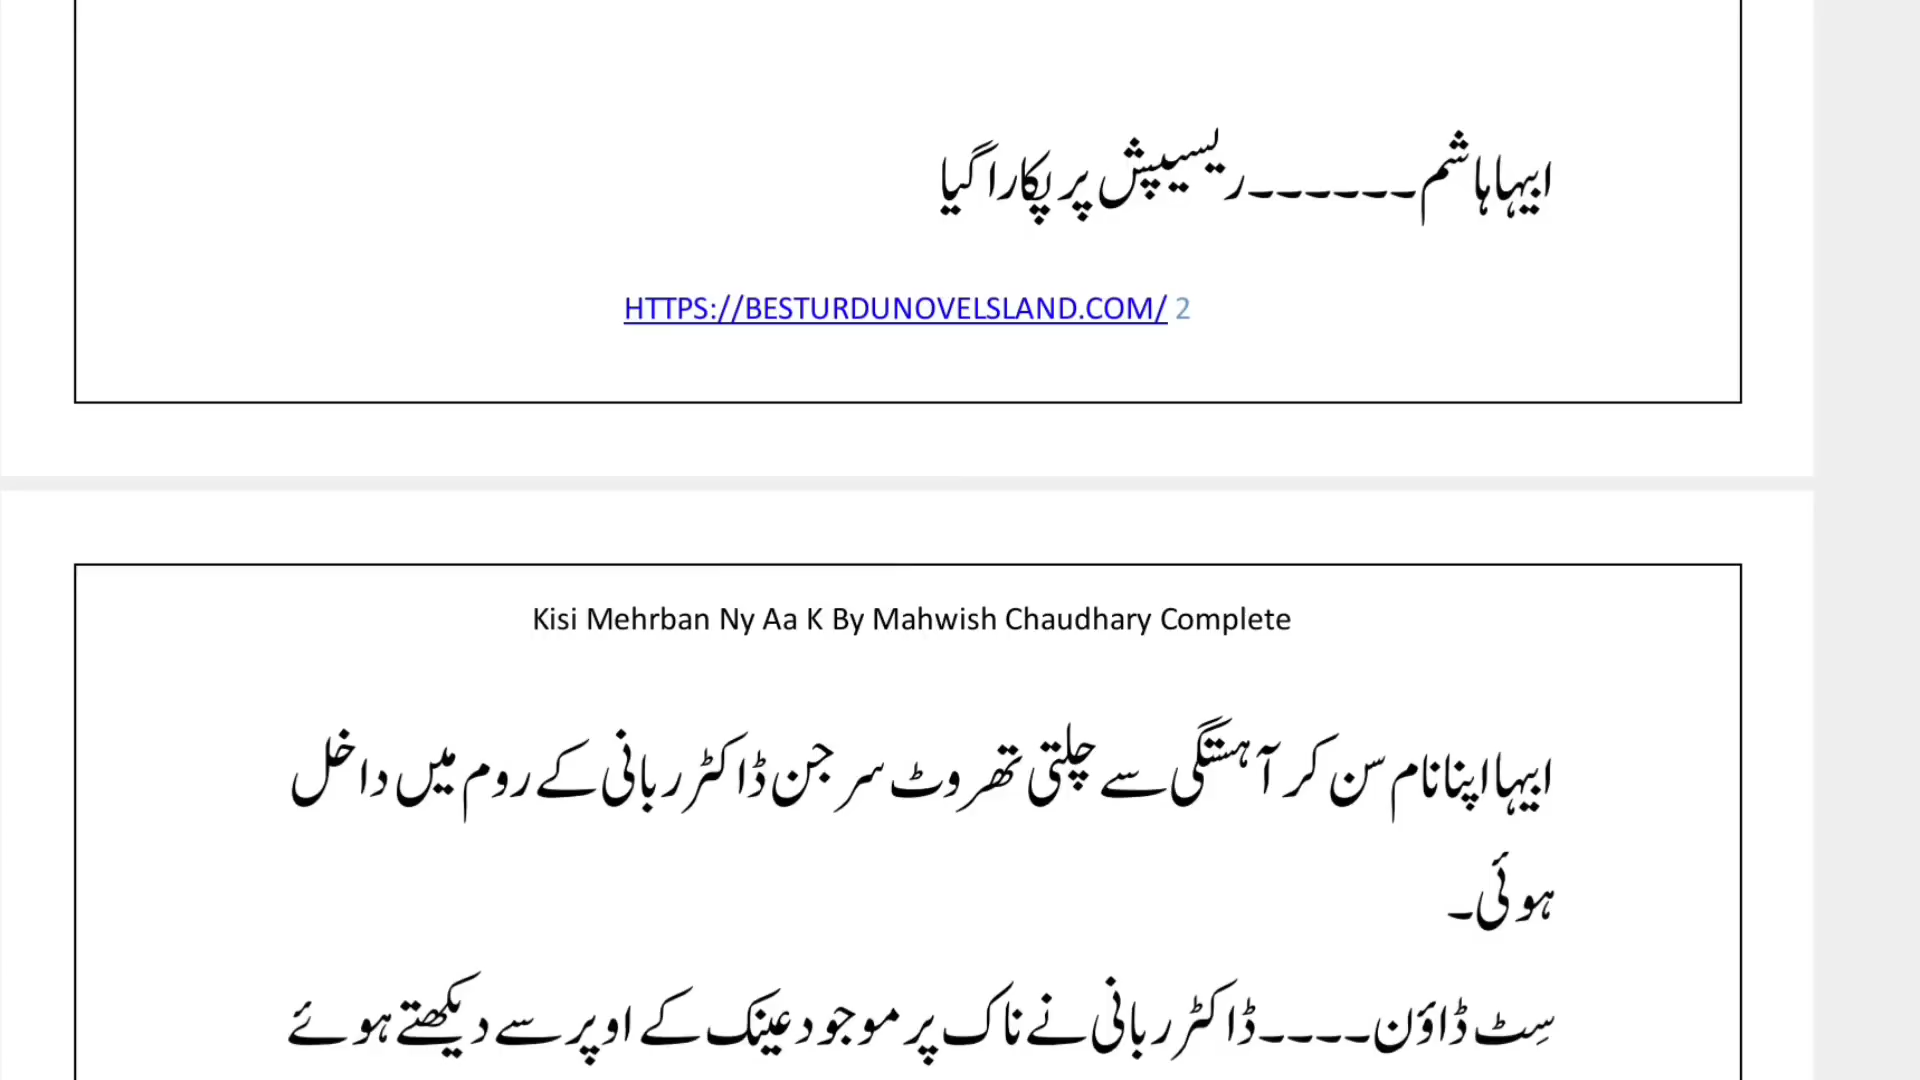 ابیہا ہاشم۔۔۔۔۔۔ریسیپشن پر پکارا گیا
HTTPS://BESTURDUNOVELSLAND.COM/ 2
Kisi Mehrban Ny Aa K By Mahwish Chaudhary Complete
ابیہا اپنا نام سن کر آہستگی سے چلتی تھروٹ سرجن ڈاکٹر ربانی کے روم میں داخل
ہوئی۔
سِٹ ڈاؤن۔۔۔۔ڈاکٹر ربانی نے ناک پر موجود عینک کے اوپر سے دیکھتے ہوئے